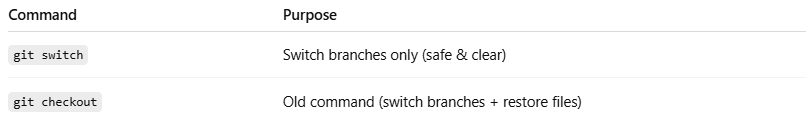 Command Purpose
git switch Switch branches only (safe & clear)
git checkout Old command (switch branches + restore files)